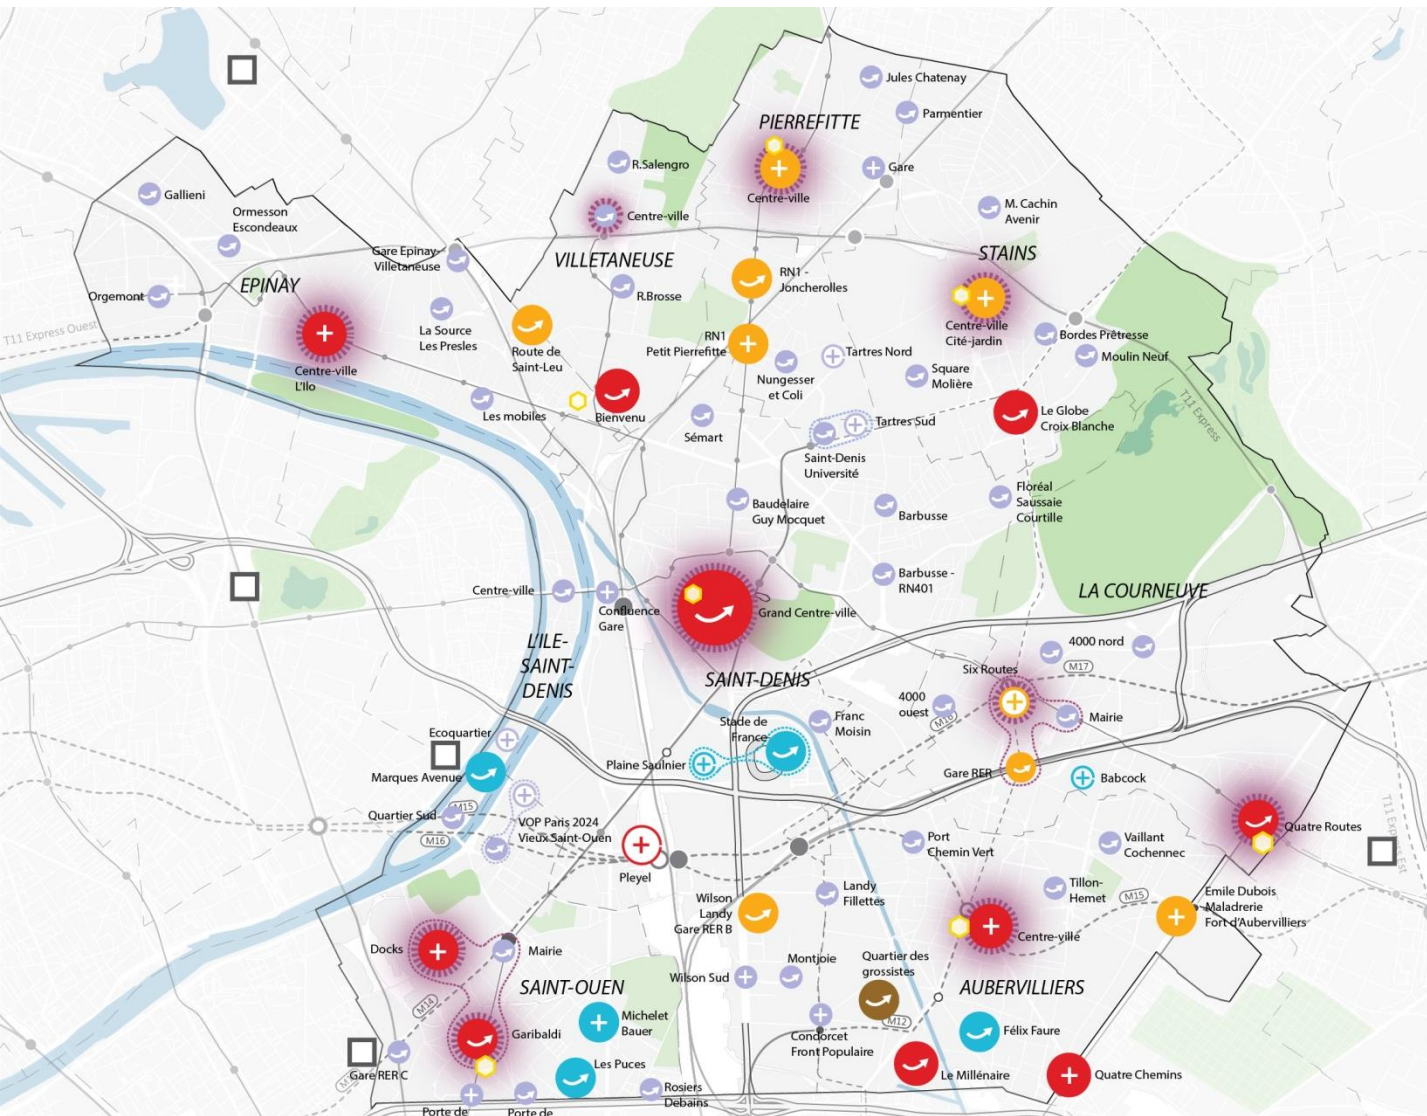 Jules Chatenay
Parmentier
PIERREFITTE
R.Salengro
Gare
Centre-ville
Gallieni
Ormesson
Escondeaux
Centre-ville
M. Cachin
Avenir
STAINS
Gare Epinay-
Villetaneuse
VILLETANEUSE
RN1 -
Joncherolles
EPINAY
Orgemont
R.Brosse
T11 Express Ouest
La Source
Les Presles
Centre-ville
Cité-jardin
Bordes Prêtresse
Moulin Neuf
RN1
Petit Pierrefitte
Tartres Nord
Route de
Saint-Leu
Centre-ville
L'Ilo
Nungesser
et Coli
Square
Molière
T11 Express
Les mobiles
Bienvenu
Le Globe
Croix Blanche
Sémart
Tartres Sud
Saint-Denis
Université
Baudelaire
Guy Mocquet
Barbusse
Floréal
Saussaie
Courtille
Barbusse -
RN401
Centre-ville
Confluence
Gare
Grand Centre-ville
LA COURNEUVE
L'ILE-
SAINT-
DENIS
4000 nord
M17
Six Routes
SAINT-DENIS
4000
ouest
M16
Mairie
Franc
Moisin
Stade de
France
Ecoquartier
Plaine Saulnier
Gare RER
Babcock
Marques Avenue
Quartier Sud
M15
M16
VOP Paris 2024
Vieux Saint-Ouen
Quatre Routes
T11 Express Est
Port
Chemin Vert
Vaillant
Cochennec
Pleyel
Landy
Fillettes
Tillon-
Hemet
M15
Emile Dubois
Maladrerie
Fort d'Aubervilliers
Wilson
Landy
Gare RER B
Centre-ville
Docks
Mairie
Montjoie
Quartier des
grossistes
Wilson Sud
SAINT-OUEN
AUBERVILLIERS
M14
Michelet
Bauer
M12
Félix Faure
Garibaldi
Condorcet
Front Populaire
Gare RER C
Les Puces
Le Millénaire
Quatre Chemins
Rosiers
Debains
Porte de
Porte de